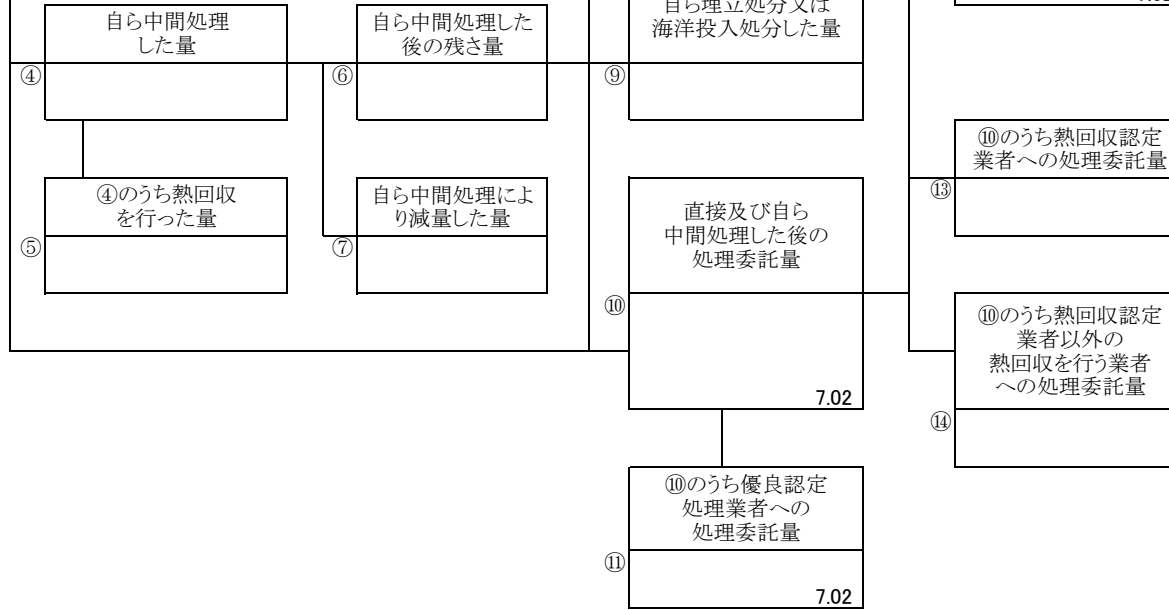 自ら中間処理
した量
④
自ら中間処理した
後の残さ量
⑥
自ら埋立処分又は
海洋投入処分した量
⑨
④のうち熱回収
を行った量
⑤
自ら中間処理によ
り減量した量
⑦
直接及び自ら
中間処理した後の
処理委託量
⑩
7.02
⑩のうち優良認定
処理業者への
処理委託量
⑪
7.02
⑩のうち熱回収認定
業者への処理委託量
⑬
⑩のうち熱回収認定
業者以外の
熱回収を行う業者
への処理委託量
⑭